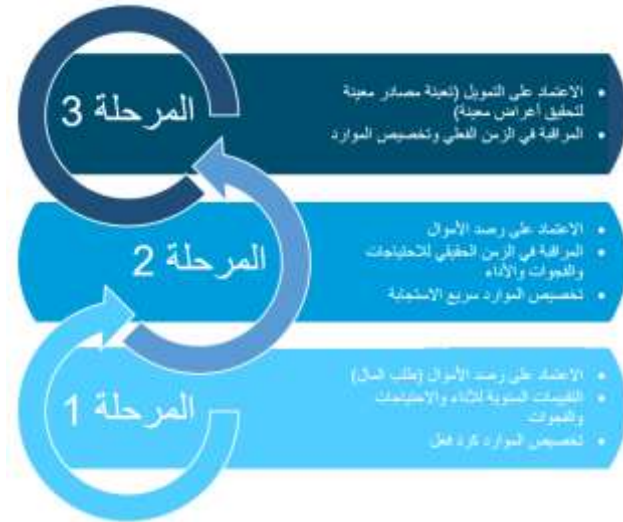 المرحلة 3
• الاعتماد على التمويل (تعبئة مصادر معينة
لتحقيق أغراض معينة)
• المراقبة في الزمن الفعلي وتخصيص الموارد
المرحلة 2
• الاعتماد على رصد الأموال
• المراقبة في الزمن الحقيقي للاحتياجات
والفجوات والأداء
• تخصيص الموارد سريع الاستجابة
المرحلة 1
• الاعتماد على رصد الأموال (طلب المال)
• التقييمات السنوية للأداء والاحتياجات
والفجوات
• تخصيص الموارد كرد فعل